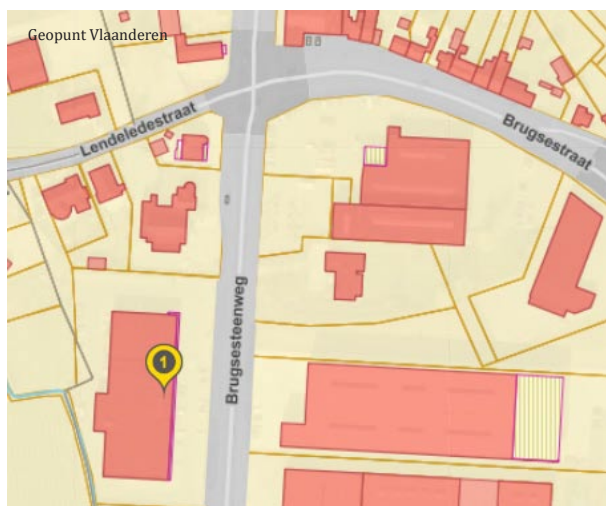 Geopunt Vlaanderen
Lendeledestraat
Brugsestraat
Brugsesteenweg
1